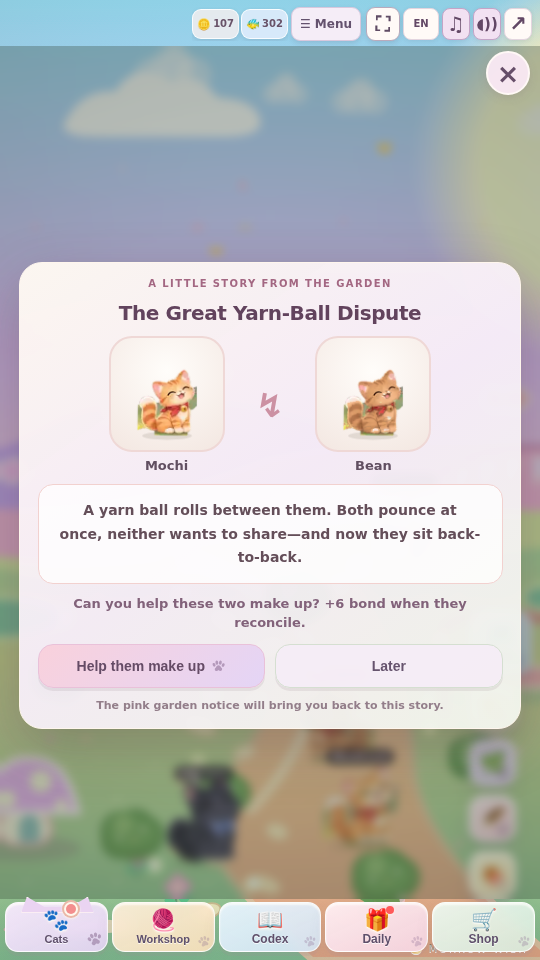 107
302
☰ Menu
EN
A LITTLE STORY FROM THE GARDEN
The Great Yarn-Ball Dispute
Mochi
Bean
A yarn ball rolls between them. Both pounce at
once, neither wants to share—and now they sit back-
to-back.
Can you help these two make up? +6 bond when they
reconcile.
Help them make up
Later
The pink garden notice will bring you back to this story.
Cats
Workshop
Codex
Daily
Shop